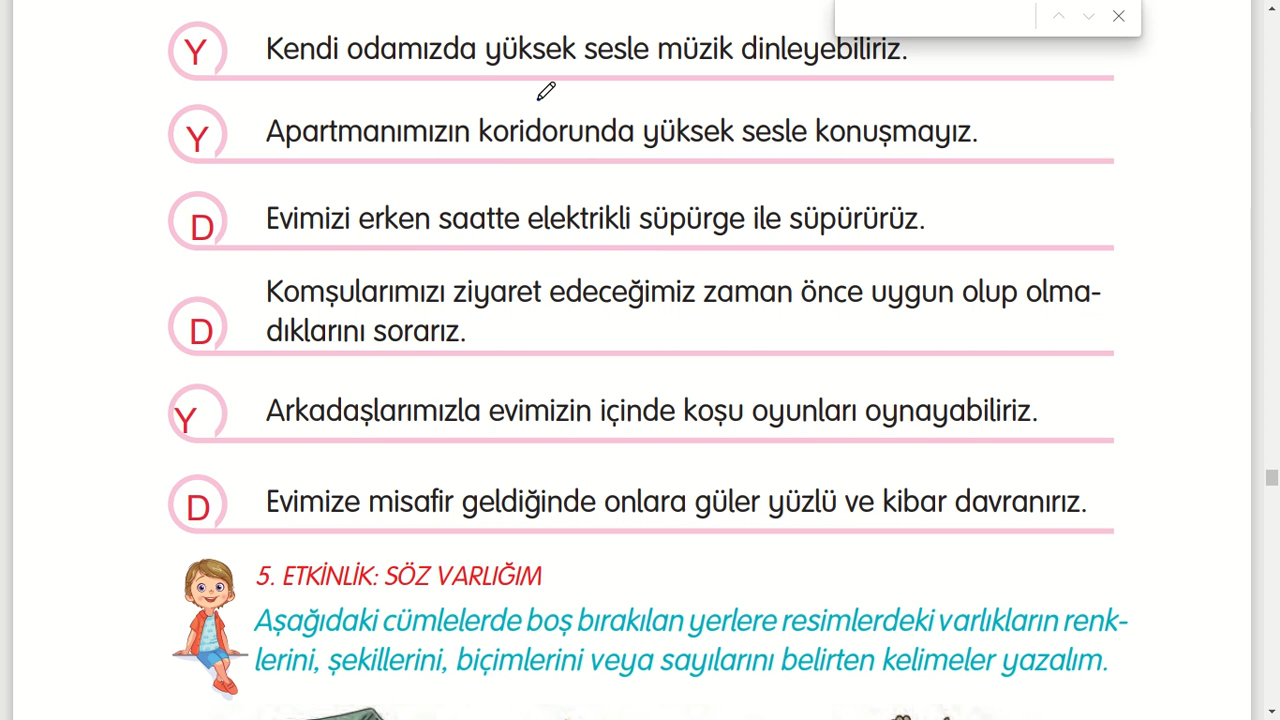 Y Kendi odamızda yüksek sesle müzik dinleyebiliriz.
Y Apartmanımızın koridorunda yüksek sesle konuşmayız.
D Evimizi erken saatte elektrikli süpürge ile süpürürüz.
Komşularımızı ziyaret edeceğimiz zaman önce uygun olup olma-
D dıklarını sorarız.
Y Arkadaşlarımızla evimizin içinde koşu oyunları oynayabiliriz.
D Evimize misafir geldiğinde onlara güler yüzlü ve kibar davranırız.
5. ETKİNLİK: SÖZ VARLIĞIM
Aşağıdaki cümlelerde boş bırakılan yerlere resimlerdeki varlıkların renk-
lerini, şekillerini, biçimlerini veya sayılarını belirten kelimeler yazalım.